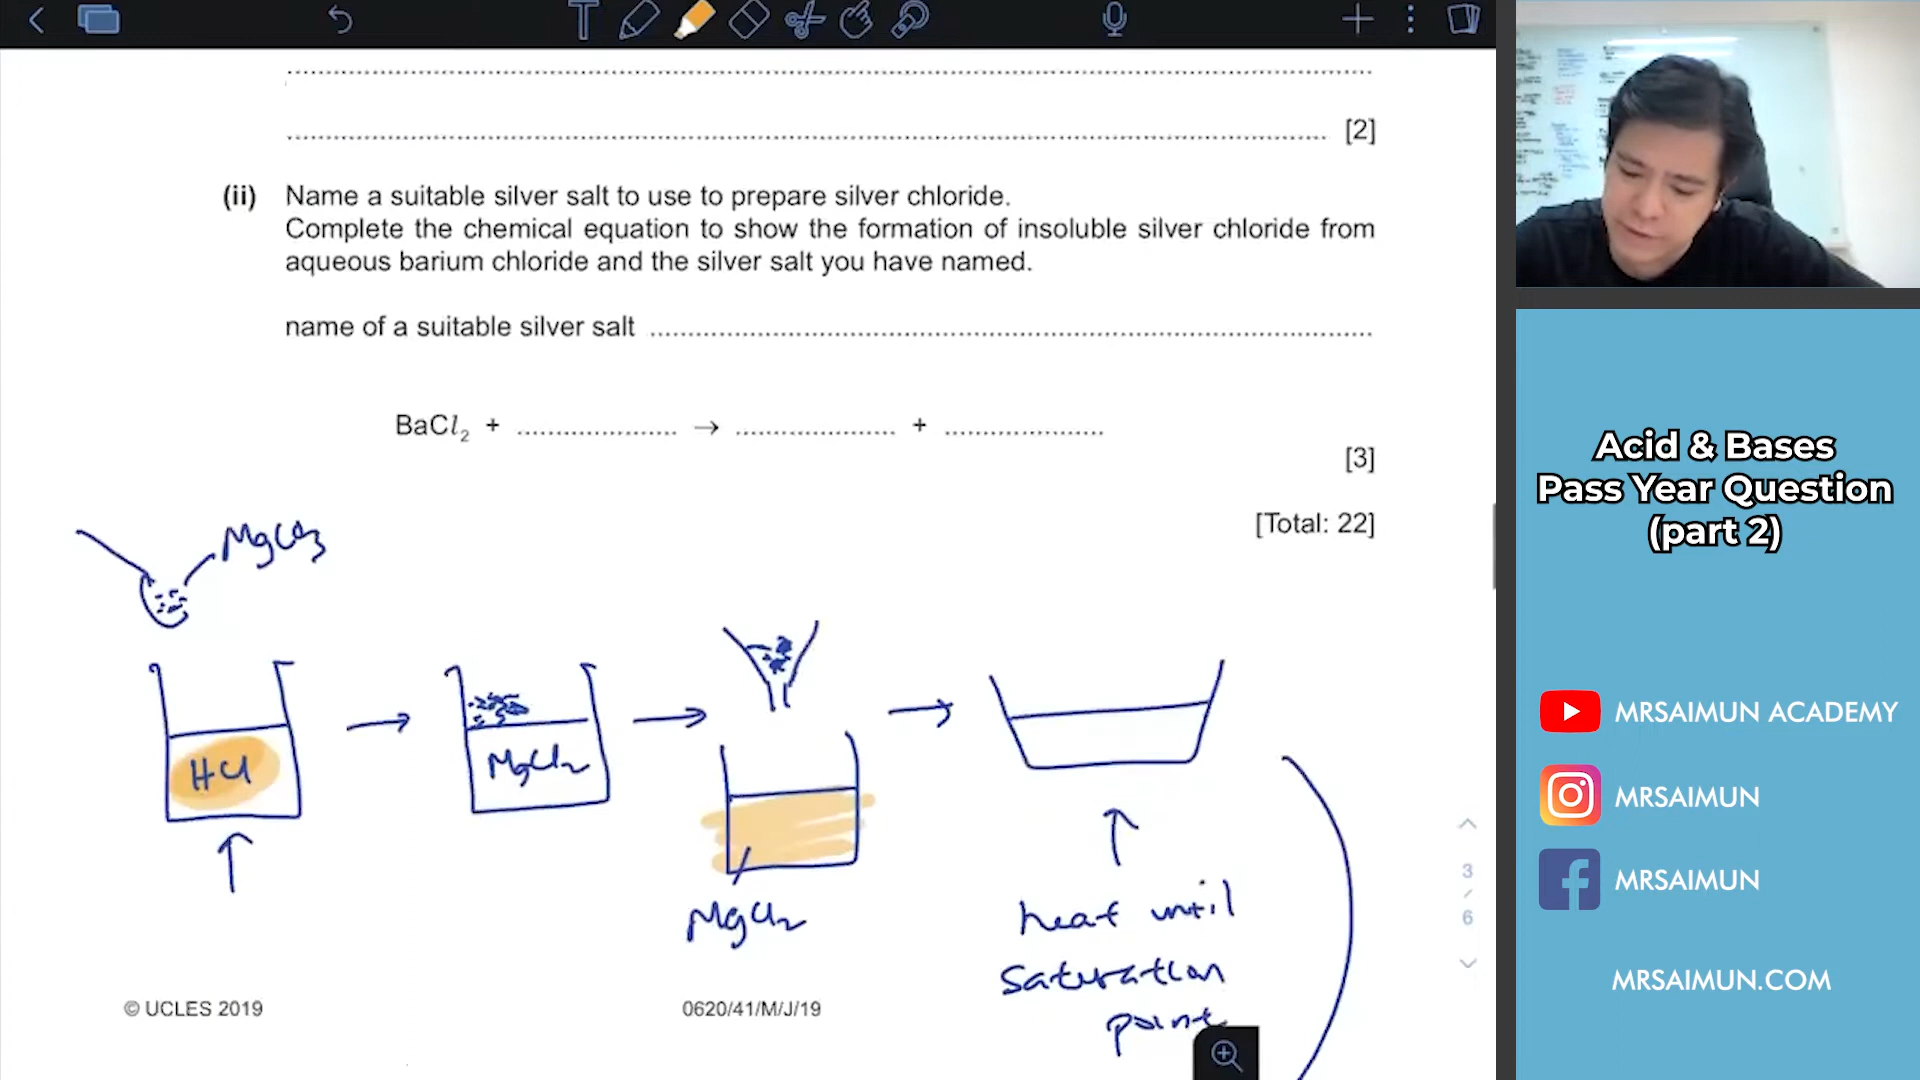 [2]
(ii) Name a suitable silver salt to use to prepare silver chloride.
Complete the chemical equation to show the formation of insoluble silver chloride from
aqueous barium chloride and the silver salt you have named.
name of a suitable silver salt ................................................
BaCl₂ + .................... → .................... + ....................
[3]
[Total: 22]
MgCO3
HCl
MgCl2
MgCl2
heat until
saturation
point
© UCLES 2019
0620/41/M/J/19
3
/
6
Acid & Bases
Pass Year Question
(part 2)
MRSAIMUN ACADEMY
MRSAIMUN
MRSAIMUN
MRSAIMUN.COM